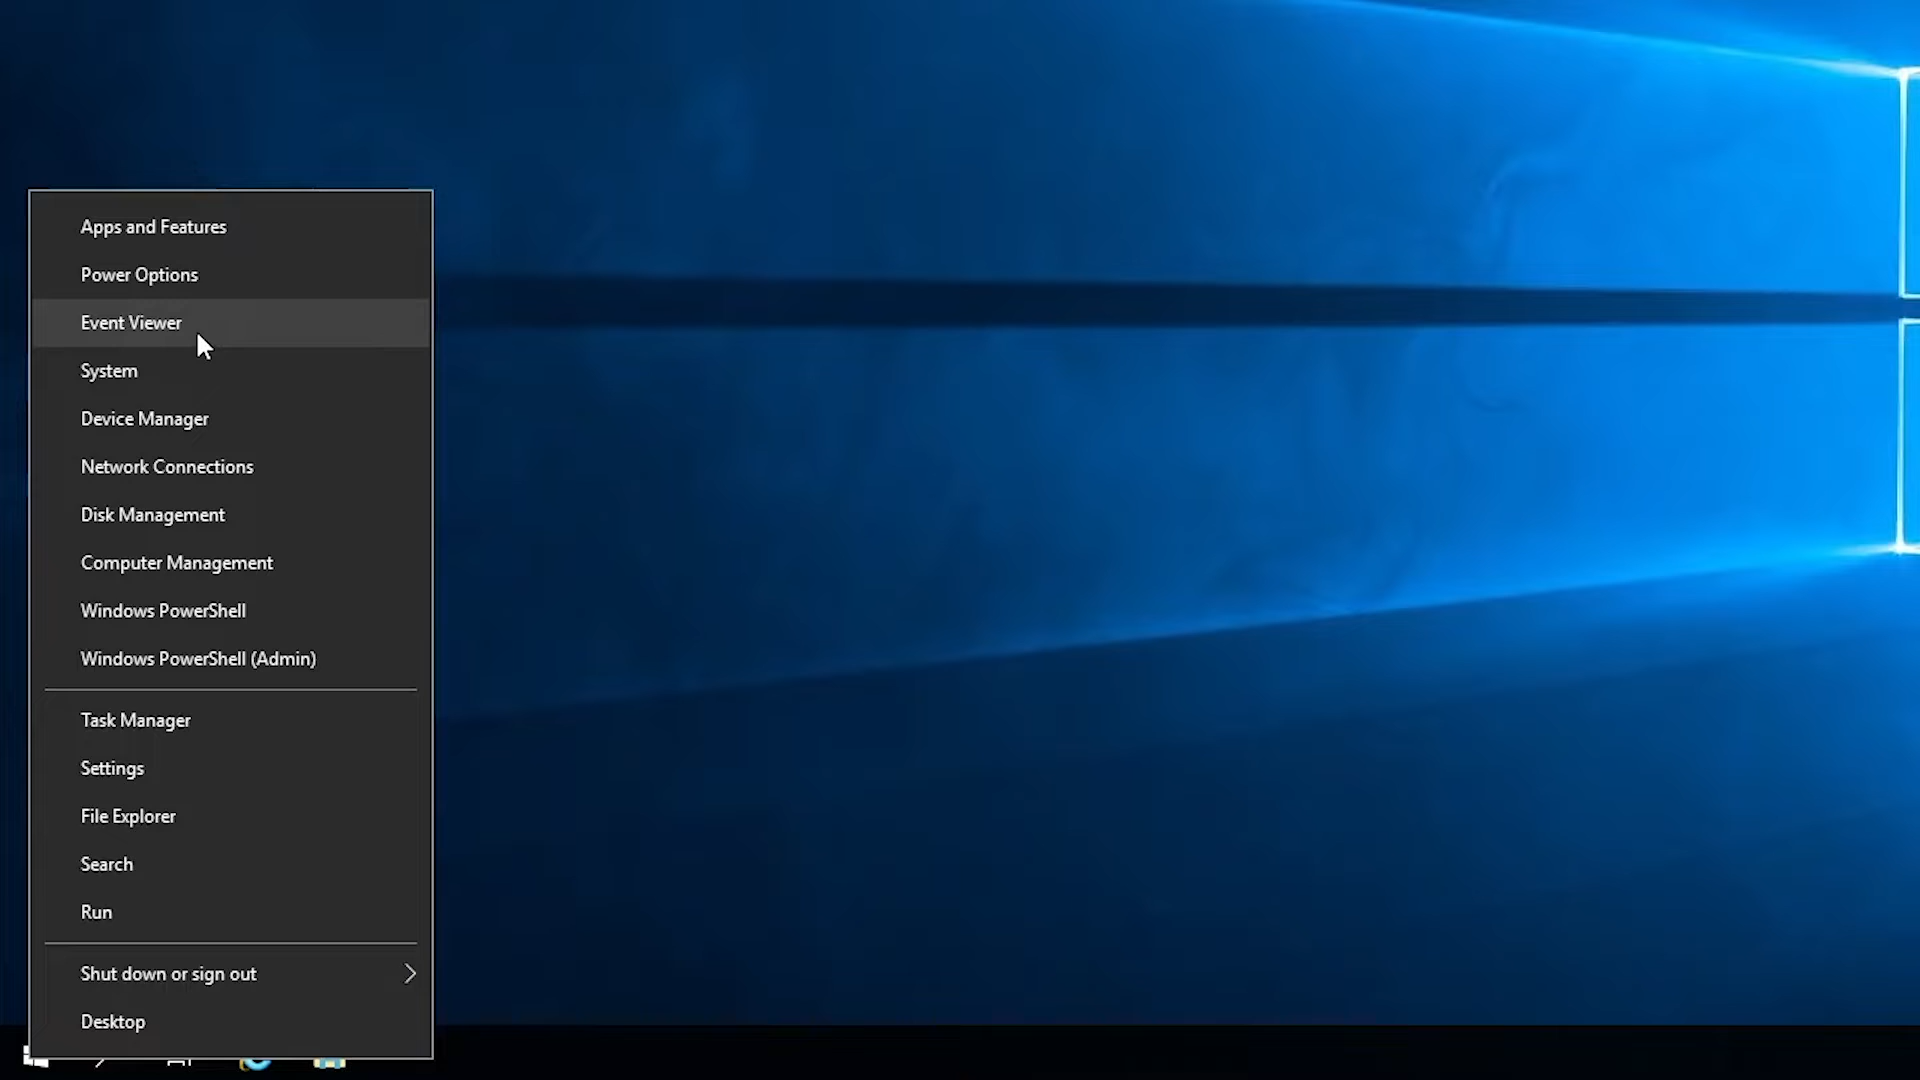 Apps and Features
Power Options
Event Viewer
System
Device Manager
Network Connections
Disk Management
Computer Management
Windows PowerShell
Windows PowerShell (Admin)
Task Manager
Settings
File Explorer
Search
Run
Shut down or sign out
Desktop